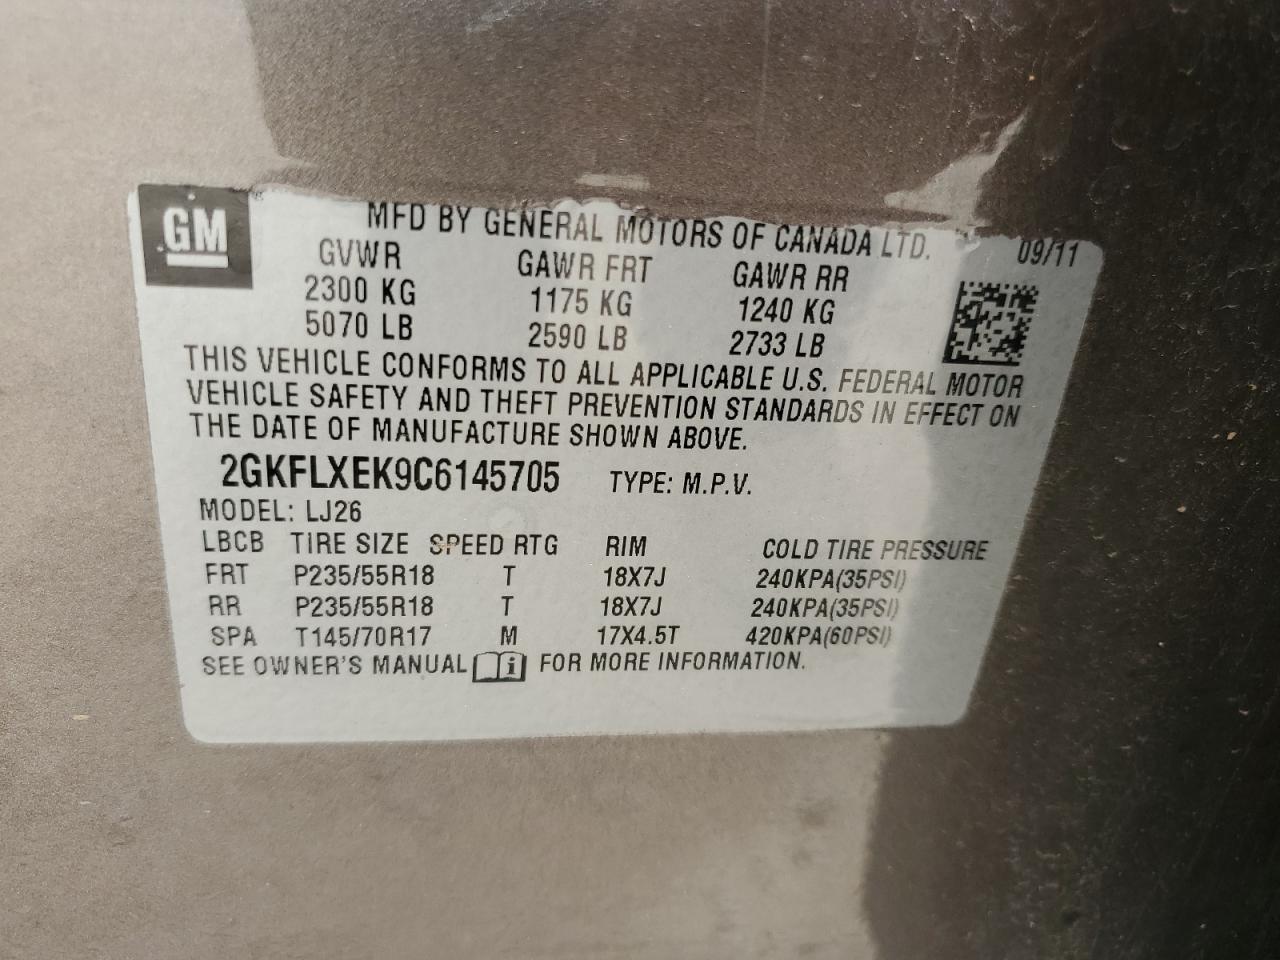 GM
MFD BY GENERAL MOTORS OF CANADA LTD. 09/11
GVWR GAWR FRT GAWR RR
2300 KG 1175 KG 1240 KG
5070 LB 2590 LB 2733 LB
THIS VEHICLE CONFORMS TO ALL APPLICABLE U.S. FEDERAL MOTOR
VEHICLE SAFETY AND THEFT PREVENTION STANDARDS IN EFFECT ON
THE DATE OF MANUFACTURE SHOWN ABOVE.
2GKFLXEK9C6145705 TYPE: M.P.V.
MODEL: LJ26
LBCB TIRE SIZE SPEED RTG RIM COLD TIRE PRESSURE
FRT P235/55R18 T 18X7J 240KPA(35PSI)
RR P235/55R18 T 18X7J 240KPA(35PSI)
SPA T145/70R17 M 17X4.5T 420KPA(60PSI)
SEE OWNER'S MANUAL i FOR MORE INFORMATION.